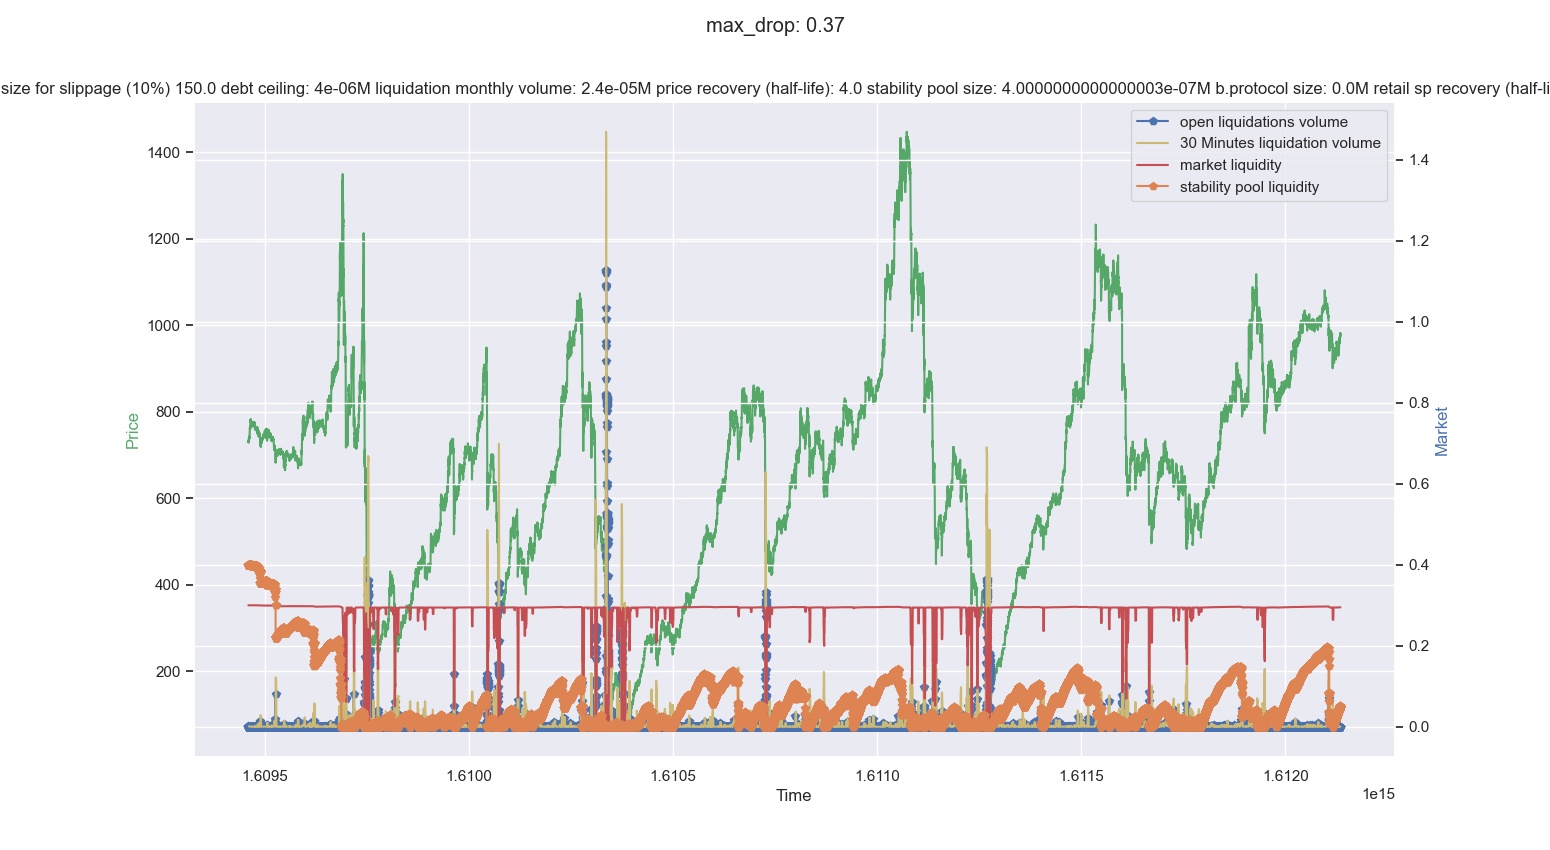 max_drop: 0.37
size for slippage (10%) 150.0 debt ceiling: 4e-06M liquidation monthly volume: 2.4e-05M price recovery (half-life): 4.0 stability pool size: 4.0000000000000003e-07M b.protocol size: 0.0M retail sp recovery (half-li
open liquidations volume
30 Minutes liquidation volume
market liquidity
stability pool liquidity
1400
1200
1000
800
600
400
200
Price
1.4
1.2
1.0
0.8
0.6
0.4
0.2
0.0
Market
1.6095 1.6100 1.6105 1.6110 1.6115 1.6120
1e15
Time